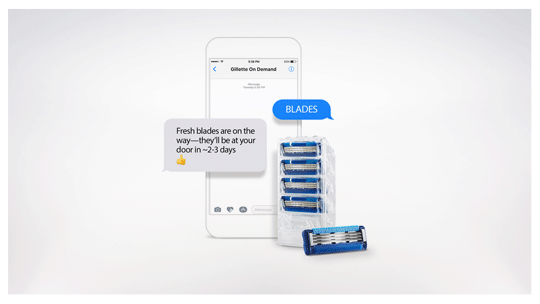 Gillette On Demand
BLADES
Fresh blades are on the
way—they'll be at your
door in ~2-3 days
👍